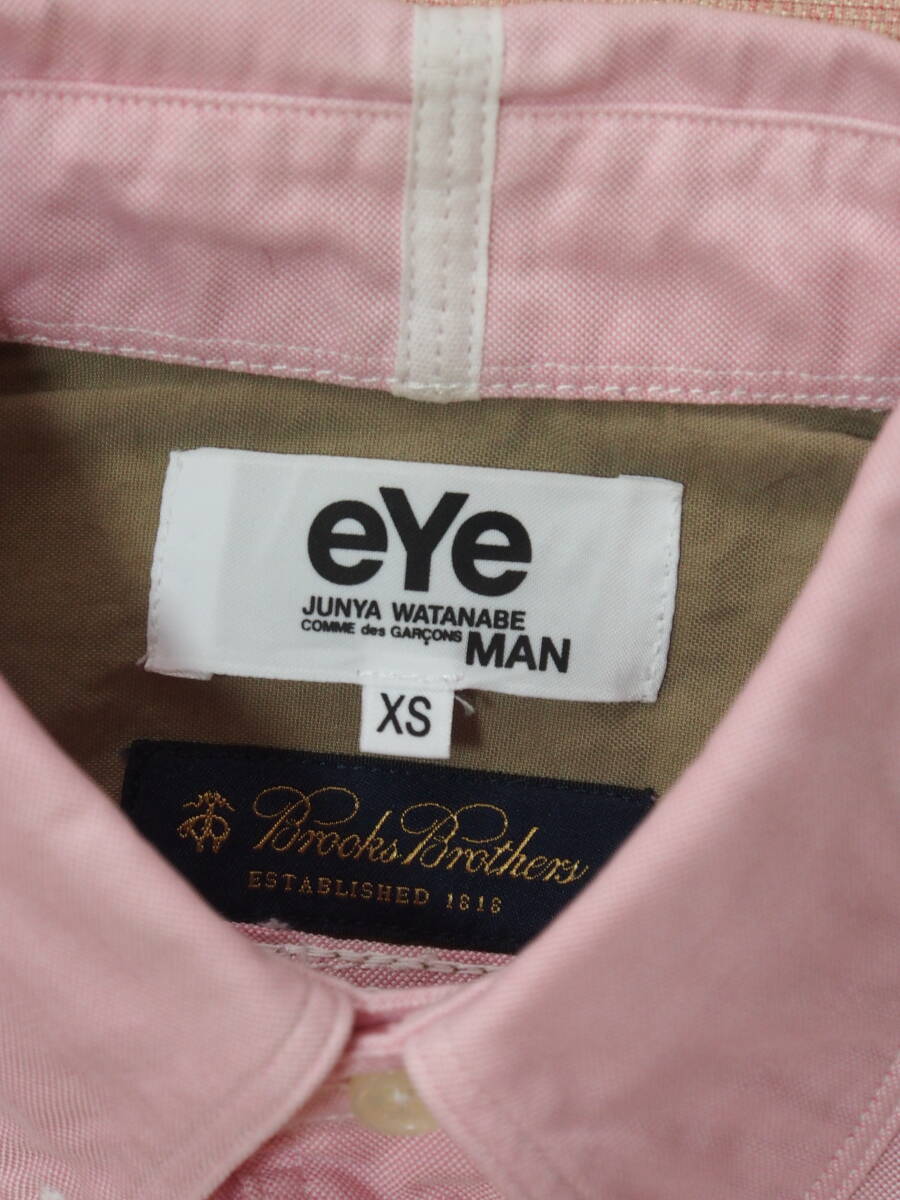 eYe
JUNYA WATANABE
COMME des GARÇONS MAN
XS
Brooks Brothers
ESTABLISHED 1818